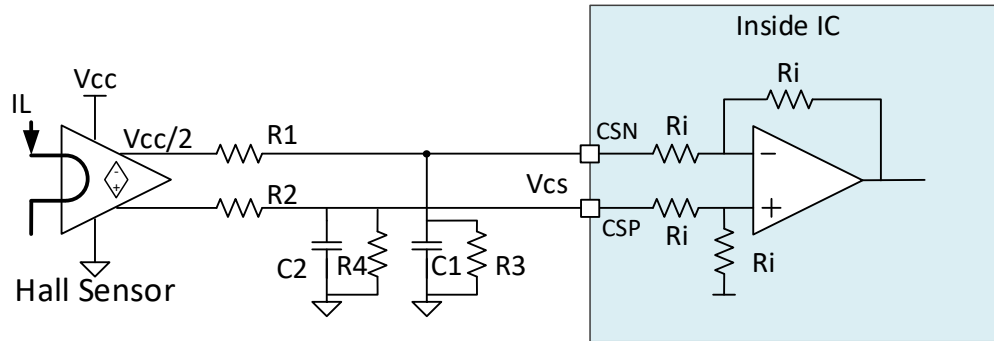 Inside IC
Vcc
Ri
IL
Vcc/2
R1
CSN
Ri
-
-
+
R2
Vcs
+
CSP
Ri
Ri
C2
R4
C1
R3
Hall Sensor